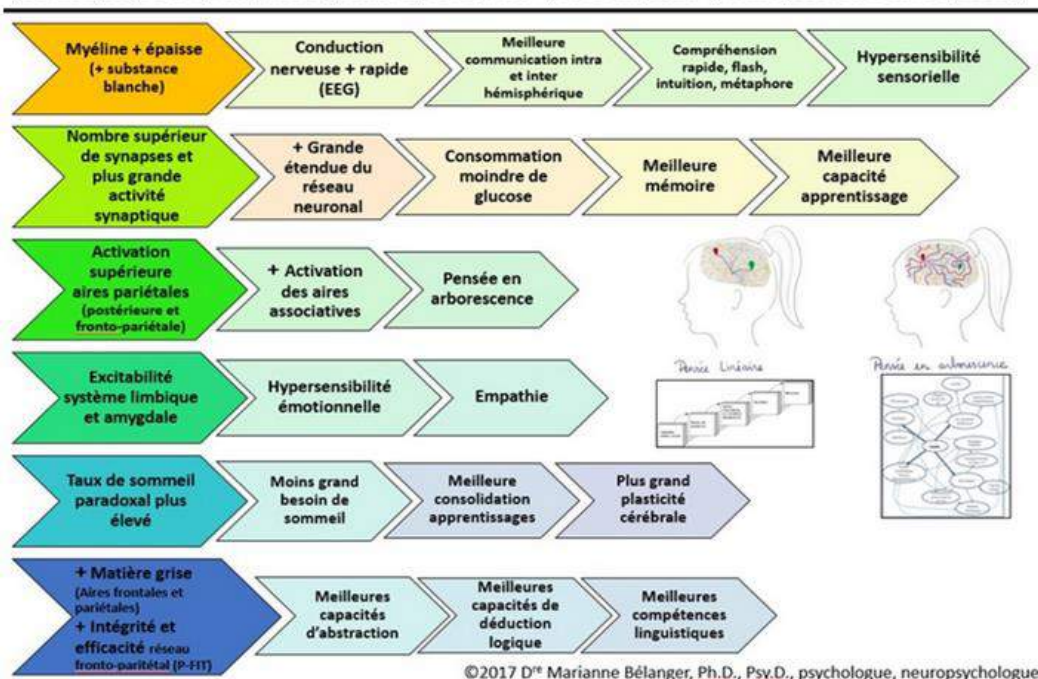 Myéline + épaisse
(+ substance
blanche)
Conduction
nerveuse + rapide
(EEG)
Meilleure
communication intra
et inter
hémisphérique
Compréhension
rapide, flash,
intuition, métaphore
Hypersensibilité
sensorielle
Nombre supérieur
de synapses et
plus grande
activité
synaptique
+ Grande
étendue du
réseau
neuronal
Consommation
moindre de
glucose
Meilleure
mémoire
Meilleure
capacité
apprentissage
Activation
supérieure
aires pariétales
(postérieure et
fronto-pariétale)
+ Activation
des aires
associatives
Pensée en
arborescence
Pensée Linéaire
Pensée en arborescence
Excitabilité
système limbique
et amygdale
Hypersensibilité
émotionnelle
Empathie
Taux de sommeil
paradoxal plus
élevé
Moins grand
besoin de
sommeil
Meilleure
consolidation
apprentissages
Plus grand
plasticité
cérébrale
+ Matière grise
(Aires frontales et
pariétales)
+ Intégrité et
efficacité réseau
fronto-paritétal (P-FIT)
Meilleures
capacités
d'abstraction
Meilleures
capacités de
déduction
logique
Meilleures
compétences
linguistiques
©2017 Dre Marianne Bélanger, Ph.D., Psy.D., psychologue, neuropsychologue